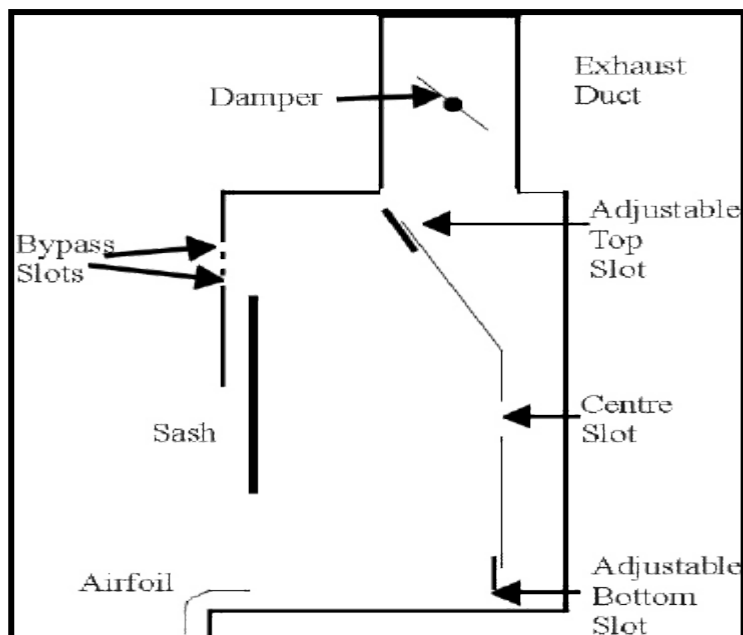 Exhaust
Duct
Damper
Adjustable
Top
Slot
Bypass
Slots
Centre
Slot
Sash
Airfoil
Adjustable
Bottom
Slot